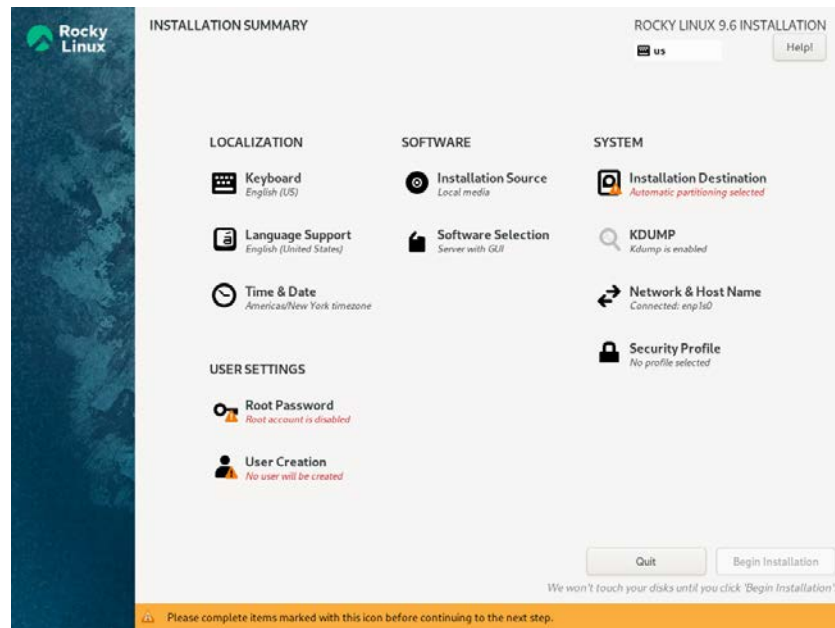 Rocky
Linux
INSTALLATION SUMMARY
ROCKY LINUX 9.6 INSTALLATION
us
Help!
LOCALIZATION
Keyboard
English (US)
Language Support
English (United States)
Time & Date
Americas/New York timezone
SOFTWARE
Installation Source
Local media
Software Selection
Server with GUI
SYSTEM
Installation Destination
Automatic partitioning selected
KDUMP
Kdump is enabled
Network & Host Name
Connected: enp1s0
Security Profile
No profile selected
USER SETTINGS
Root Password
Root account is disabled
User Creation
No user will be created
Quit
Begin Installation
We won't touch your disks until you click 'Begin Installation'
Please complete items marked with this icon before continuing to the next step.